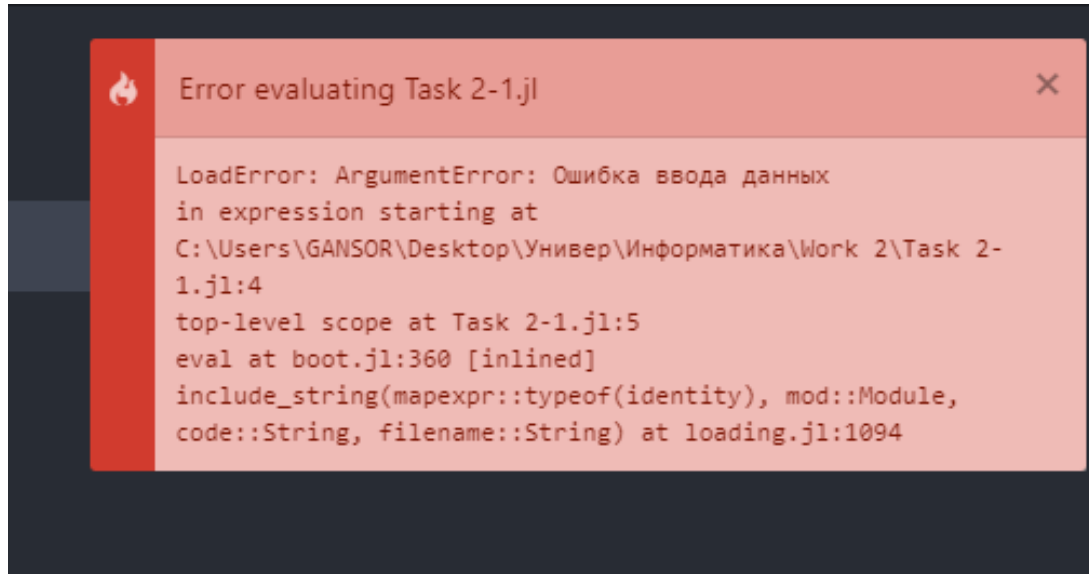 Error evaluating Task 2-1.jl
LoadError: ArgumentError: Ошибка ввода данных
in expression starting at
C:\Users\GANSOR\Desktop\Универ\Информатика\Work 2\Task 2-
1.jl:4
top-level scope at Task 2-1.jl:5
eval at boot.jl:360 [inlined]
include_string(mapexpr::typeof(identity), mod::Module,
code::String, filename::String) at loading.jl:1094